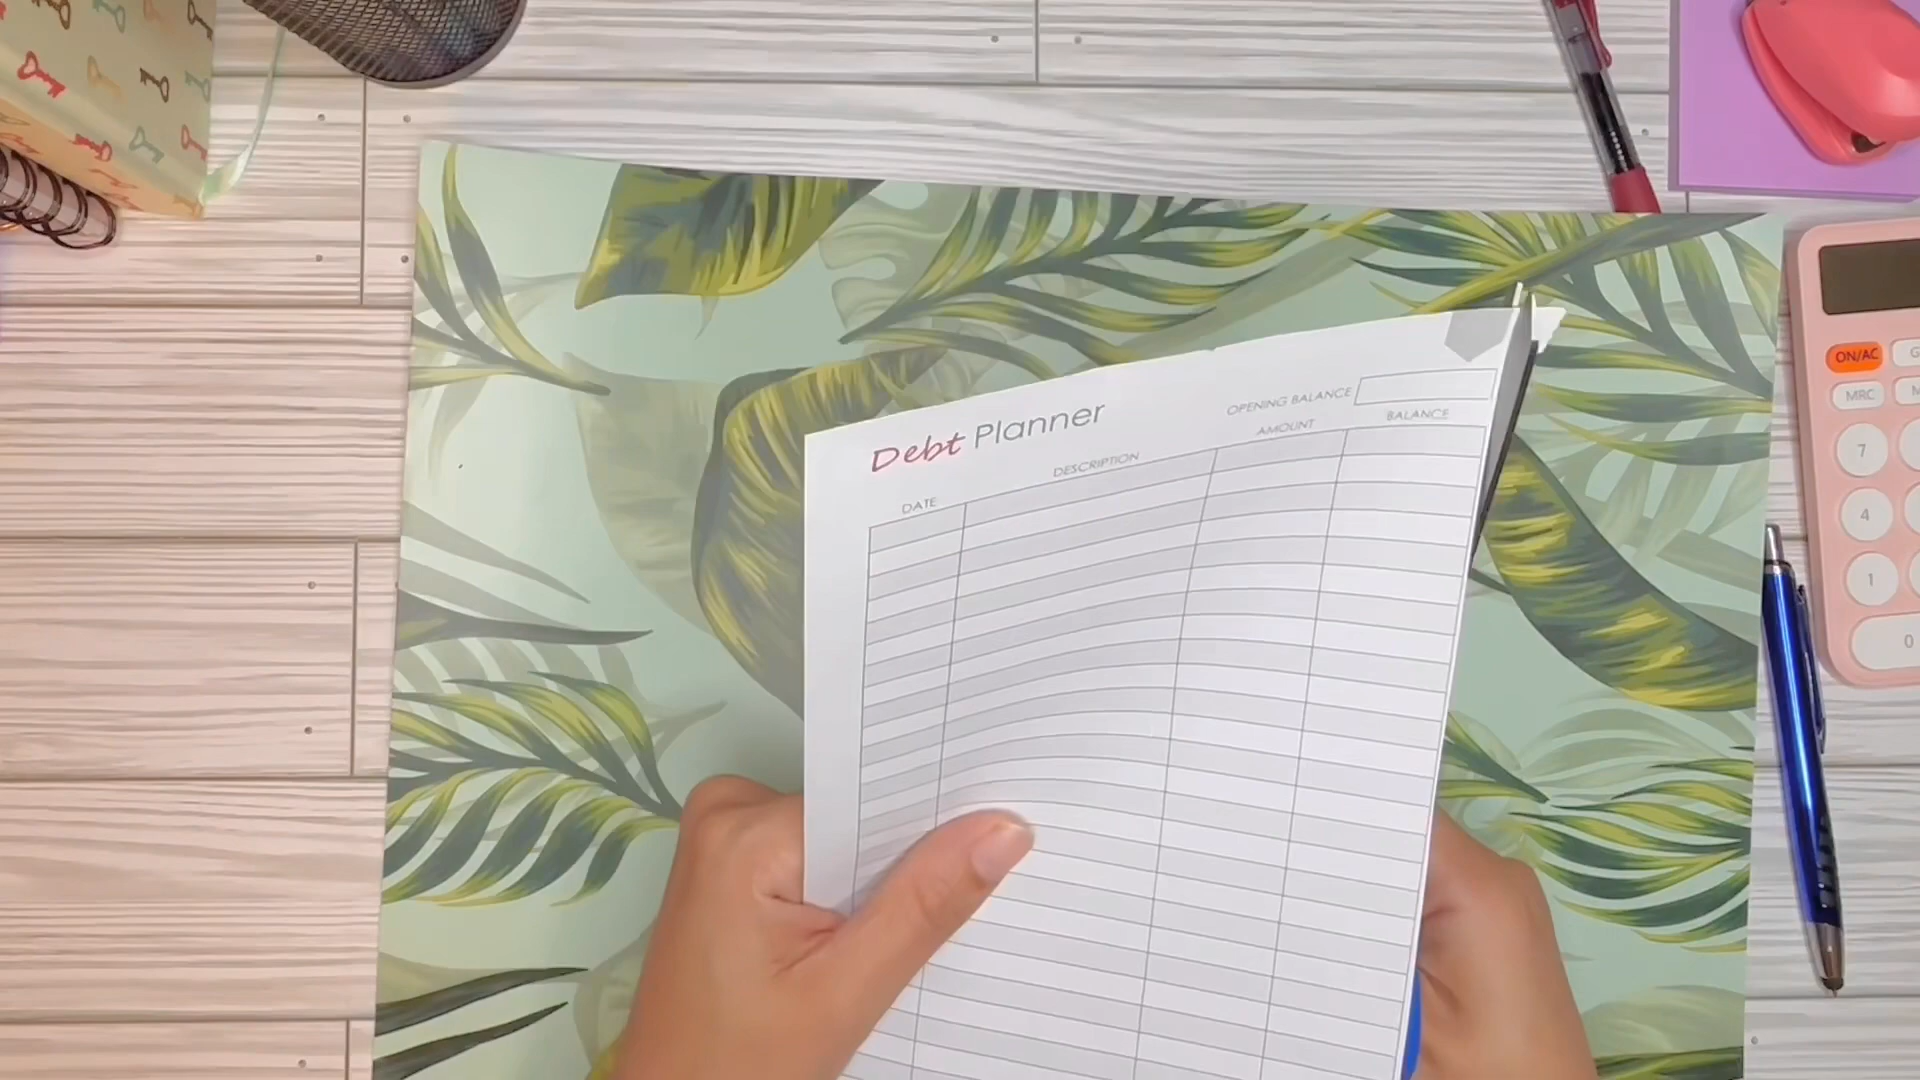 Debt Planner
OPENING BALANCE
DATE DESCRIPTION AMOUNT BALANCE
ON/AC
MRC
7
4
1
0